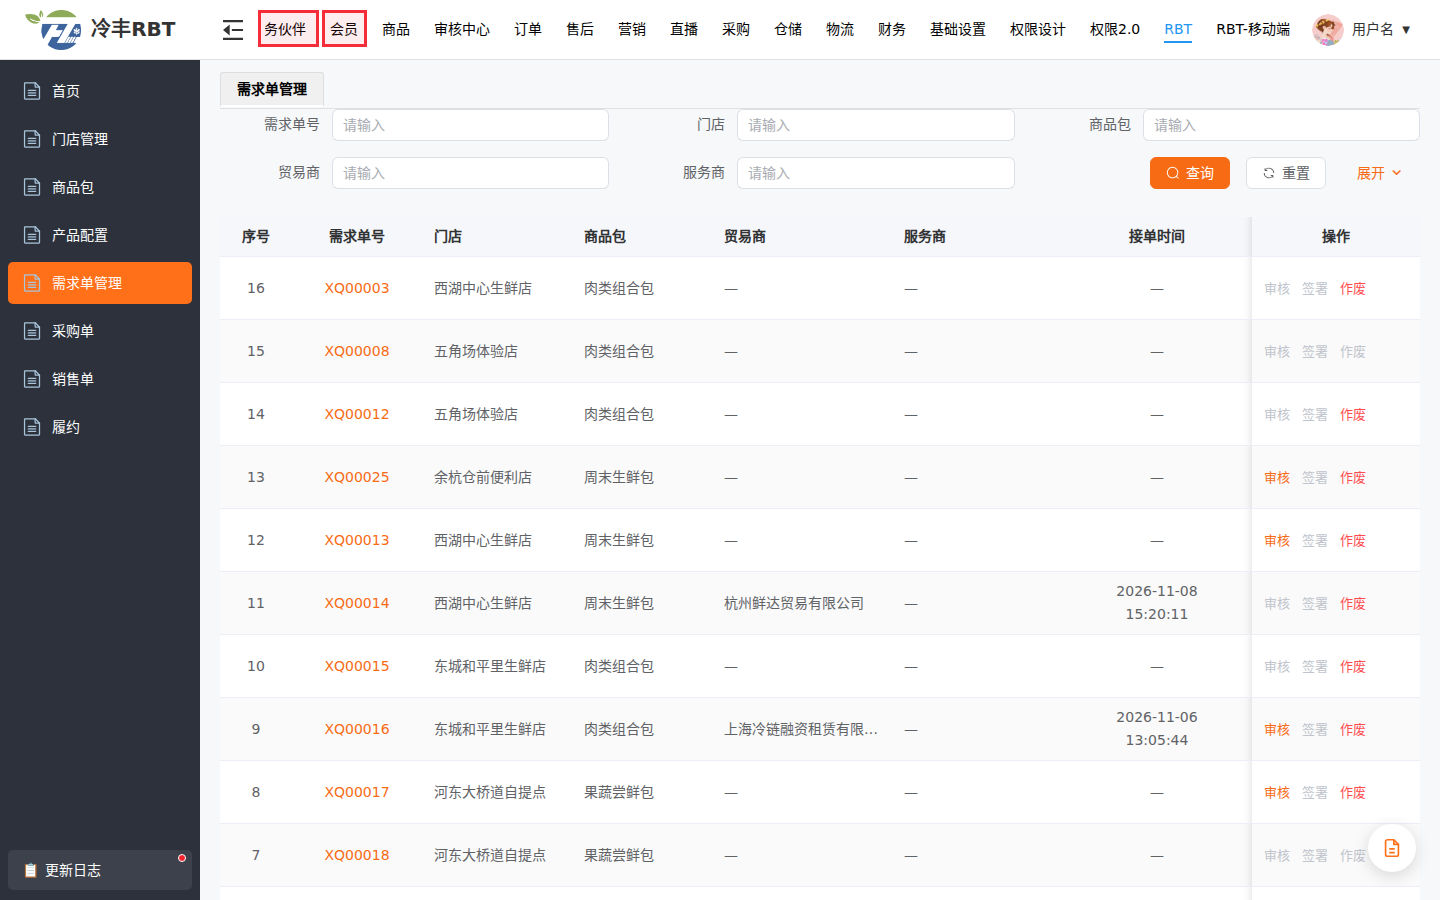 冷丰RBT
务伙伴 会员 商品 审核中心 订单 售后 营销 直播 采购 仓储 物流 财务 基础设置 权限设计 权限2.0 RBT RBT-移动端 用户名 ▼
首页
门店管理
商品包
产品配置
需求单管理
采购单
销售单
履约
更新日志
需求单管理
需求单号 请输入 门店 请输入 商品包 请输入
贸易商 请输入 服务商 请输入 查询 重置 展开
序号 需求单号 门店 商品包 贸易商 服务商 接单时间 操作
16 XQ00003 西湖中心生鲜店 肉类组合包 — — — 审核 签署 作废
15 XQ00008 五角场体验店 肉类组合包 — — — 审核 签署 作废
14 XQ00012 五角场体验店 肉类组合包 — — — 审核 签署 作废
13 XQ00025 余杭仓前便利店 周末生鲜包 — — — 审核 签署 作废
12 XQ00013 西湖中心生鲜店 周末生鲜包 — — — 审核 签署 作废
11 XQ00014 西湖中心生鲜店 周末生鲜包 杭州鲜达贸易有限公司 — 2026-11-08 15:20:11 审核 签署 作废
10 XQ00015 东城和平里生鲜店 肉类组合包 — — — 审核 签署 作废
9 XQ00016 东城和平里生鲜店 肉类组合包 上海冷链融资租赁有限... — 2026-11-06 13:05:44 审核 签署 作废
8 XQ00017 河东大桥道自提点 果蔬尝鲜包 — — — 审核 签署 作废
7 XQ00018 河东大桥道自提点 果蔬尝鲜包 — — — 审核 签署 作废